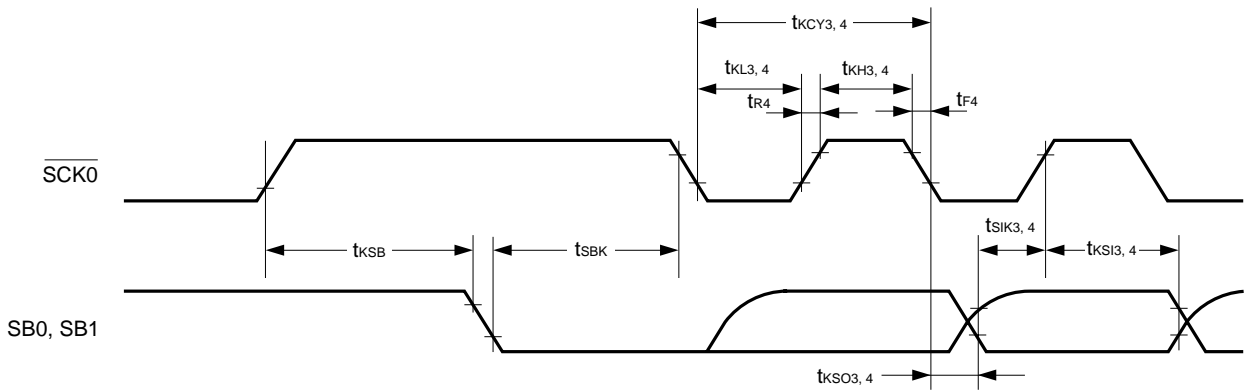 tKCY3, 4
tKL3, 4
tKH3, 4
tR4
tF4
SCK0
tSIK3, 4
tKSB
tSBK
tKSI3, 4
SB0, SB1
tKSO3, 4